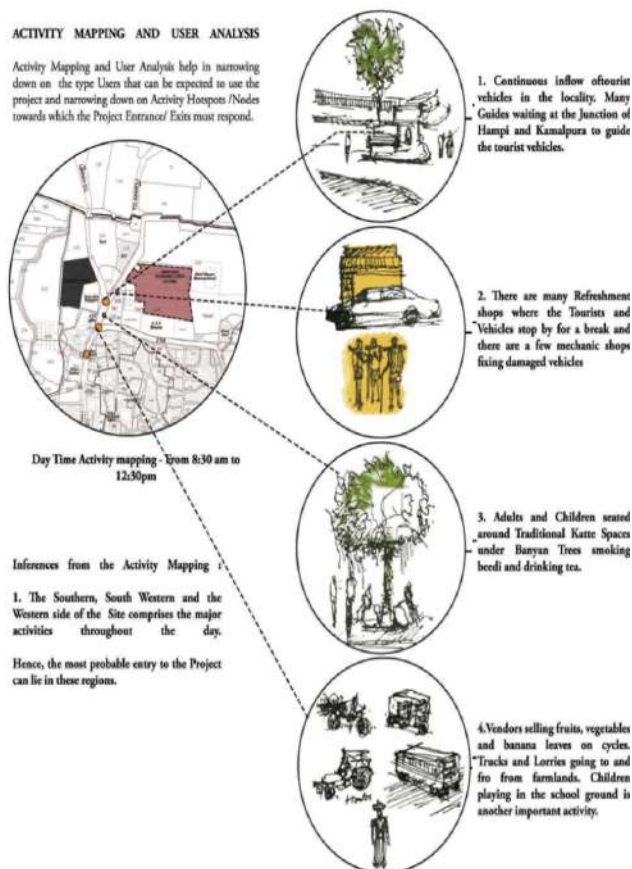 ACTIVITY MAPPING AND USER ANALYSIS
Activity Mapping and User Analysis help in narrowing
down on the type Users that can be expected to use the
project and narrowing down on Activity Hotspots /Nodes
towards which the Project Entrance/ Exits must respond.
Day Time Activity mapping - From 8:30 am to
12:30pm
Inferences from the Activity Mapping :
1. The Southern, South Western and the
Western side of the Site comprises the major
activities throughout the day.
Hence, the most probable entry to the Project
can lie in these regions.
1. Continuous inflow oftourist
vehicles in the locality. Many
Guides waiting at the Junction of
Hampi and Kamalpura to guide
the tourist vehicles.
2. There are many Refreshment
shops where the Tourists and
Vehicles stop by for a break and
there are a few mechanic shops
fixing damaged vehicles
3. Adults and Children seated
around Traditional Katte Spaces
under Banyan Trees smoking
beedi and drinking tea.
4.Vendors selling fruits, vegetables
and banana leaves on cycles.
Trucks and Lorries going to and
fro from farmlands. Children
playing in the school ground is
another important activity.